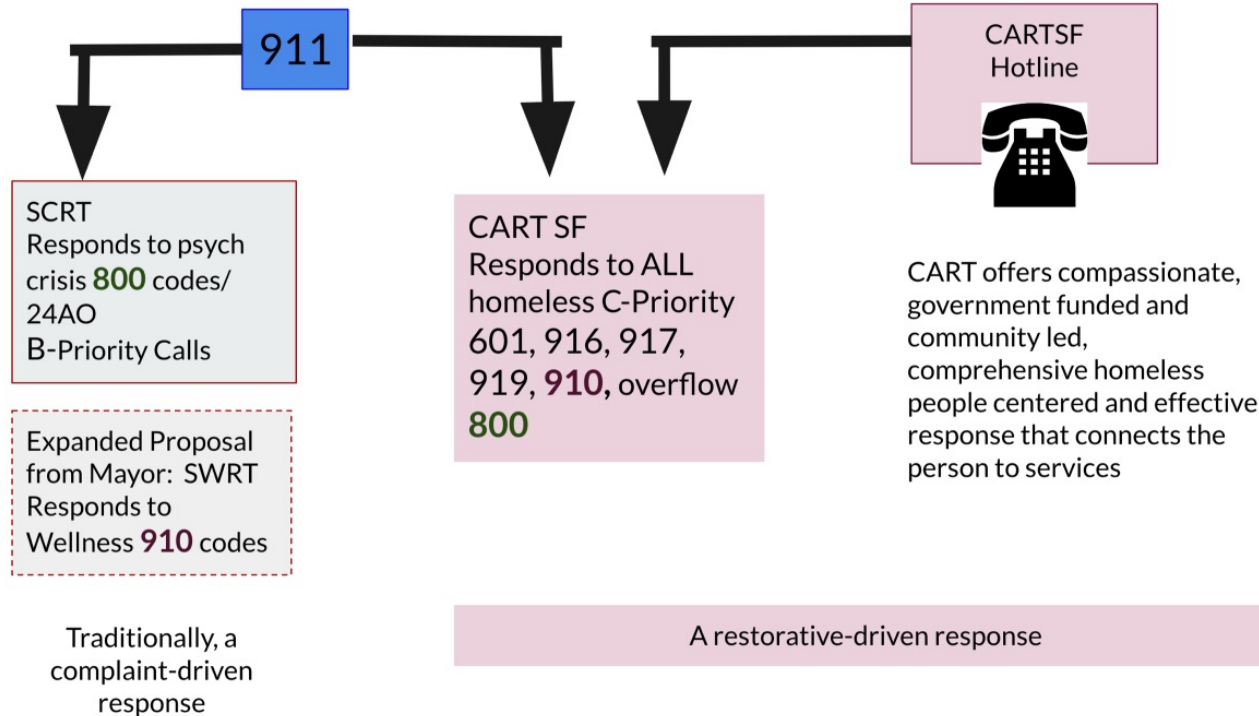 911
CARTSF
Hotline
SCRT
Responds to psych
crisis 800 codes/
24AO
B-Priority Calls
Expanded Proposal
from Mayor: SWRT
Responds to
Wellness 910 codes
Traditionally, a
complaint-driven
response
CART SF
Responds to ALL
homeless C-Priority
601, 916, 917,
919, 910, overflow
800
CART offers compassionate,
government funded and
community led,
comprehensive homeless
people centered and effective
response that connects the
person to services
A restorative-driven response